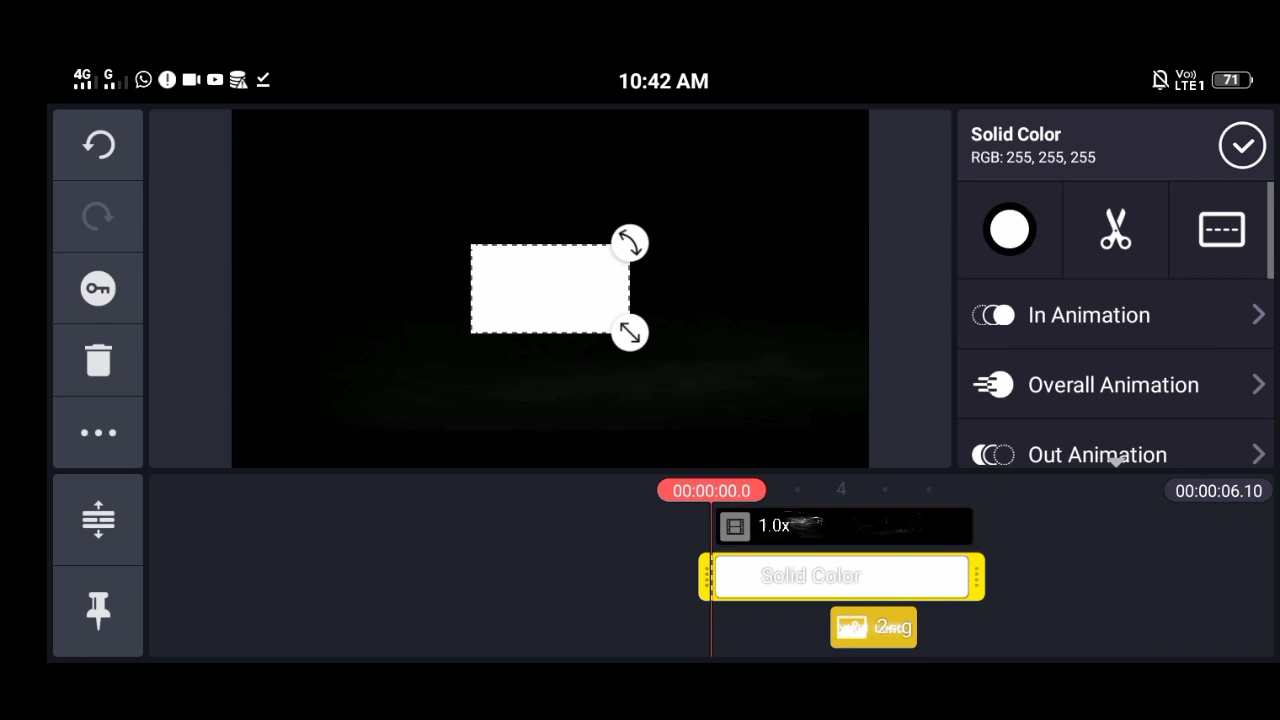 4G G 10:42 AM Vo) LTE1 71
Solid Color
RGB: 255, 255, 255
In Animation
Overall Animation
Out Animation
00:00:00.0 4 00:00:06.10
1.0x
Solid Color